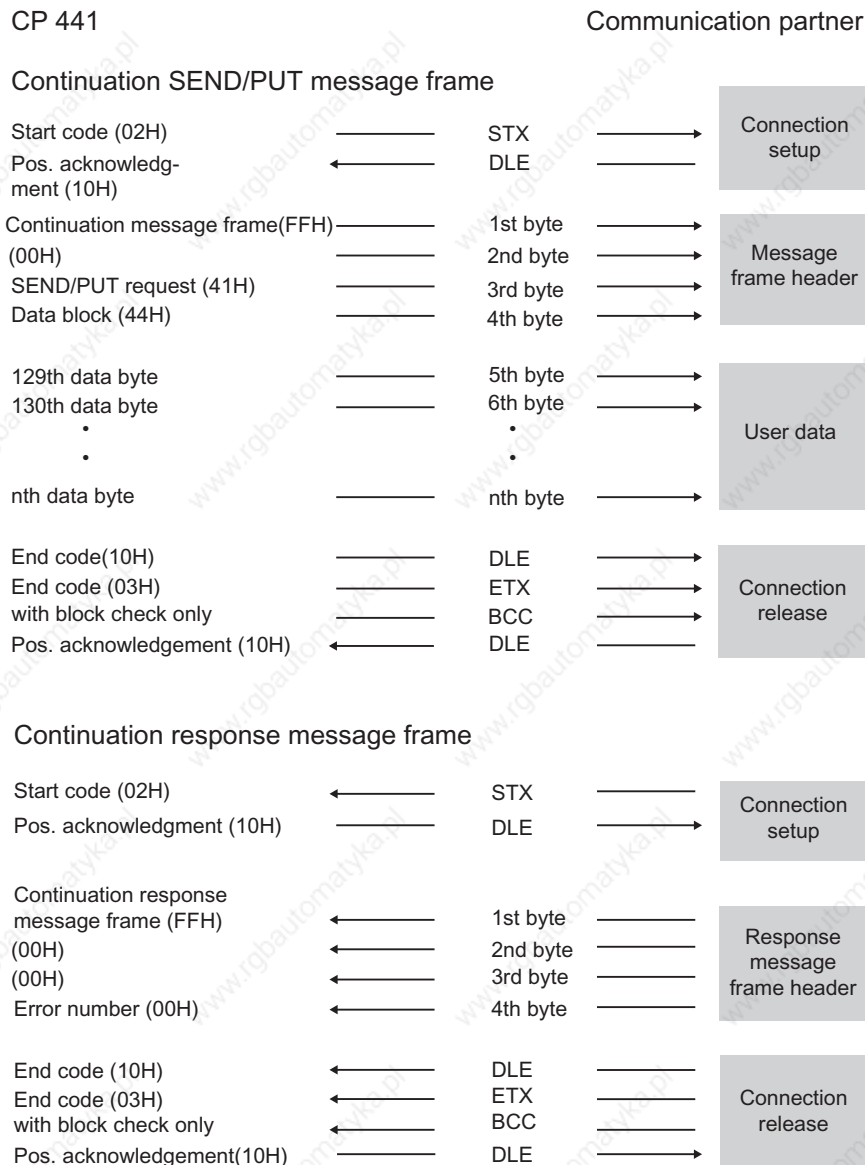 CP 441 Communication partner
Continuation SEND/PUT message frame
Start code (02H) STX Connection setup
Pos. acknowledg-
ment (10H) DLE
Continuation message frame(FFH) 1st byte
(00H) 2nd byte Message frame header
SEND/PUT request (41H) 3rd byte
Data block (44H) 4th byte
129th data byte 5th byte
130th data byte 6th byte
• •
User data
• •
nth data byte nth byte
End code(10H) DLE
End code (03H) ETX Connection release
with block check only BCC
Pos. acknowledgement (10H) DLE
Continuation response message frame
Start code (02H) STX Connection setup
Pos. acknowledgment (10H) DLE
Continuation response
message frame (FFH) 1st byte
(00H) 2nd byte Response message frame header
(00H) 3rd byte
Error number (00H) 4th byte
End code (10H) DLE
End code (03H) ETX Connection release
with block check only BCC
Pos. acknowledgement(10H) DLE
www.rgbautomatyka.pl